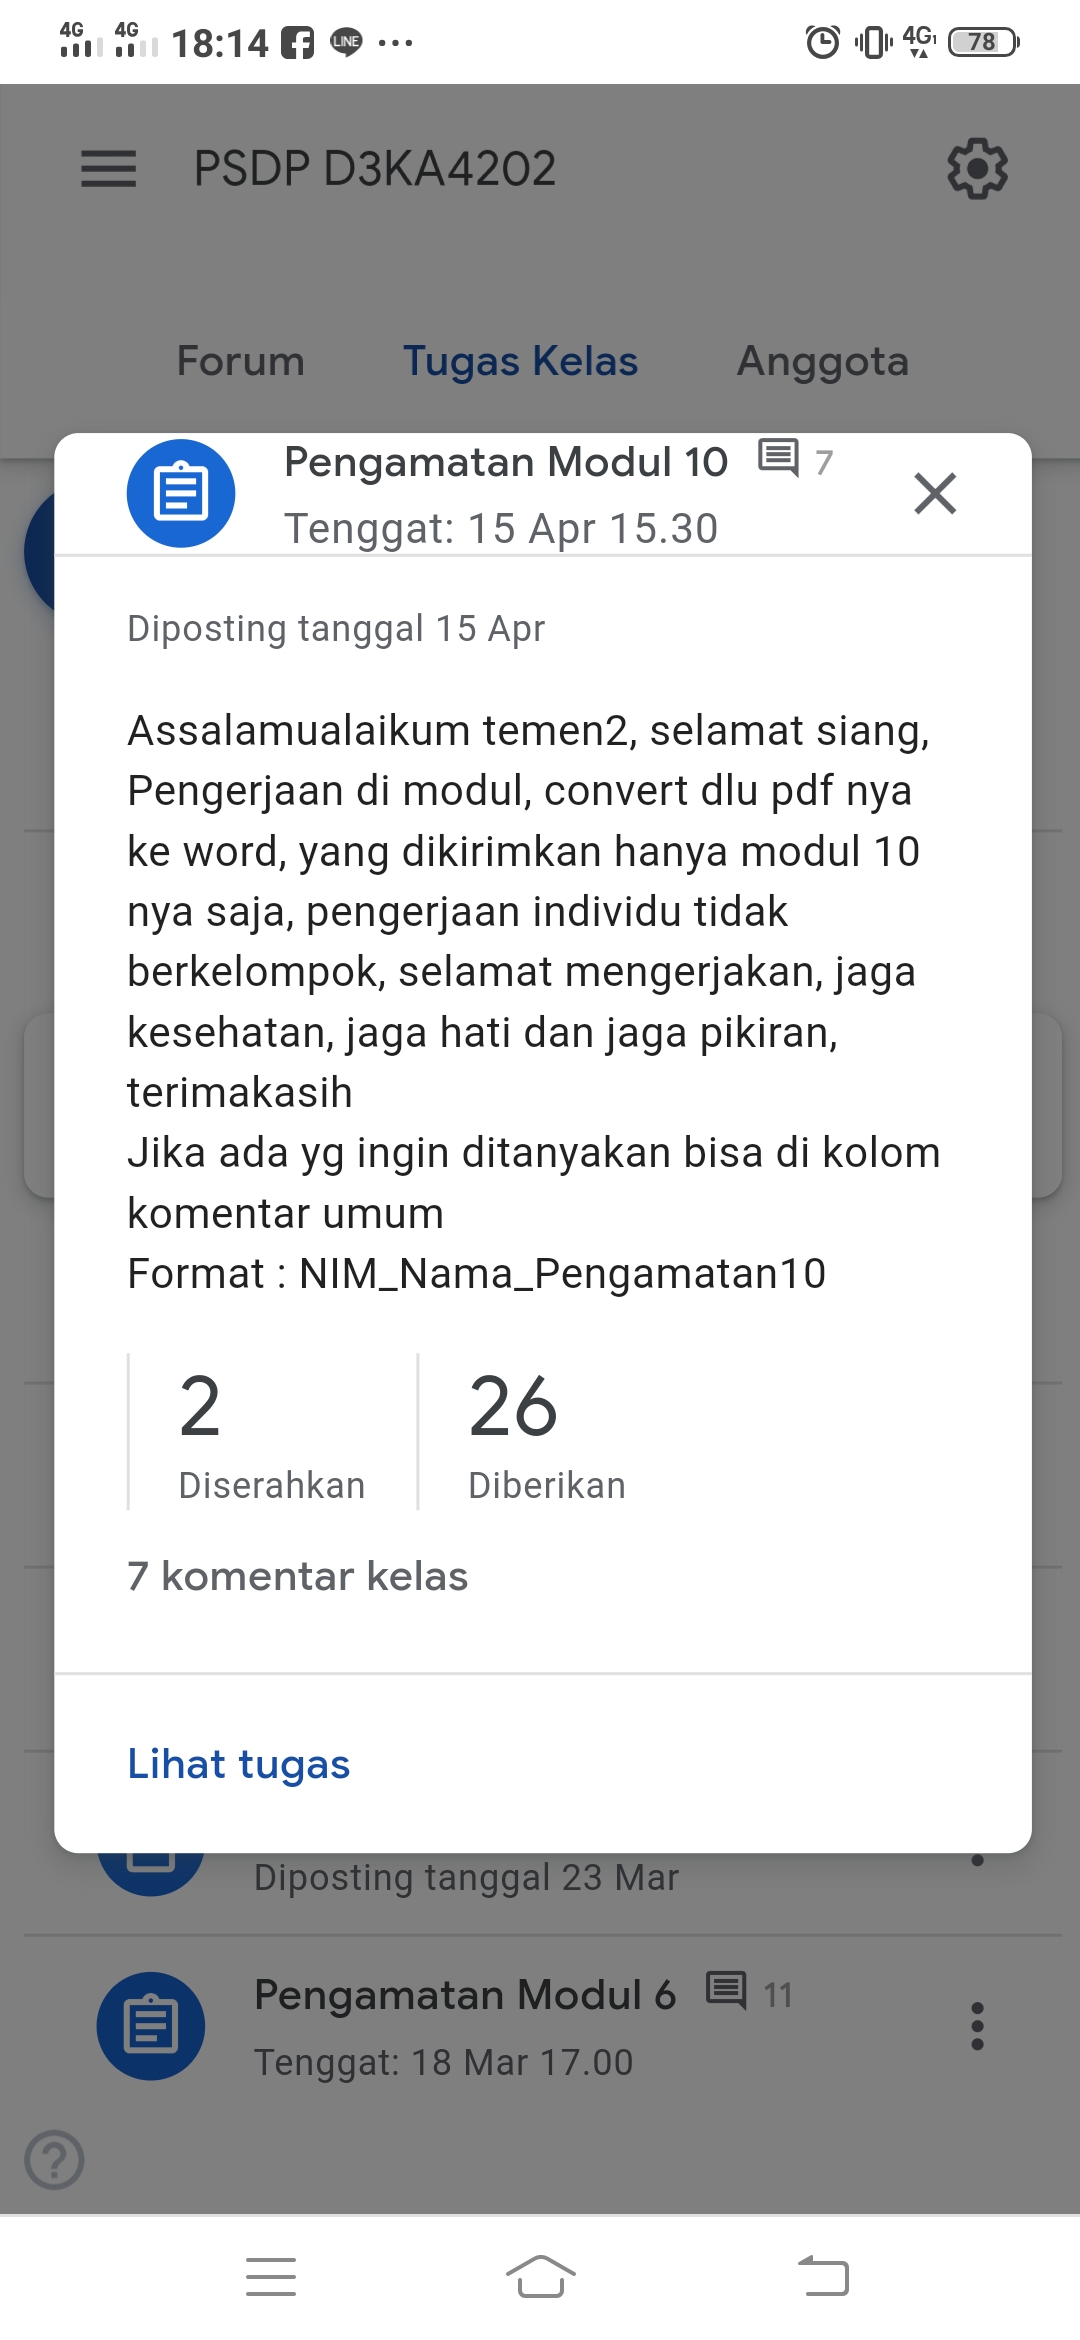 4G 4G 18:14 LINE ... 4G1 78
PSDP D3KA4202
Forum Tugas Kelas Anggota
Pengamatan Modul 10 7
Tenggat: 15 Apr 15.30
Diposting tanggal 15 Apr
Assalamualaikum temen2, selamat siang,
Pengerjaan di modul, convert dlu pdf nya
ke word, yang dikirimkan hanya modul 10
nya saja, pengerjaan individu tidak
berkelompok, selamat mengerjakan, jaga
kesehatan, jaga hati dan jaga pikiran,
terimakasih
Jika ada yg ingin ditanyakan bisa di kolom
komentar umum
Format : NIM_Nama_Pengamatan10
2 26
Diserahkan Diberikan
7 komentar kelas
Lihat tugas
Diposting tanggal 23 Mar
Pengamatan Modul 6 11
Tenggat: 18 Mar 17.00